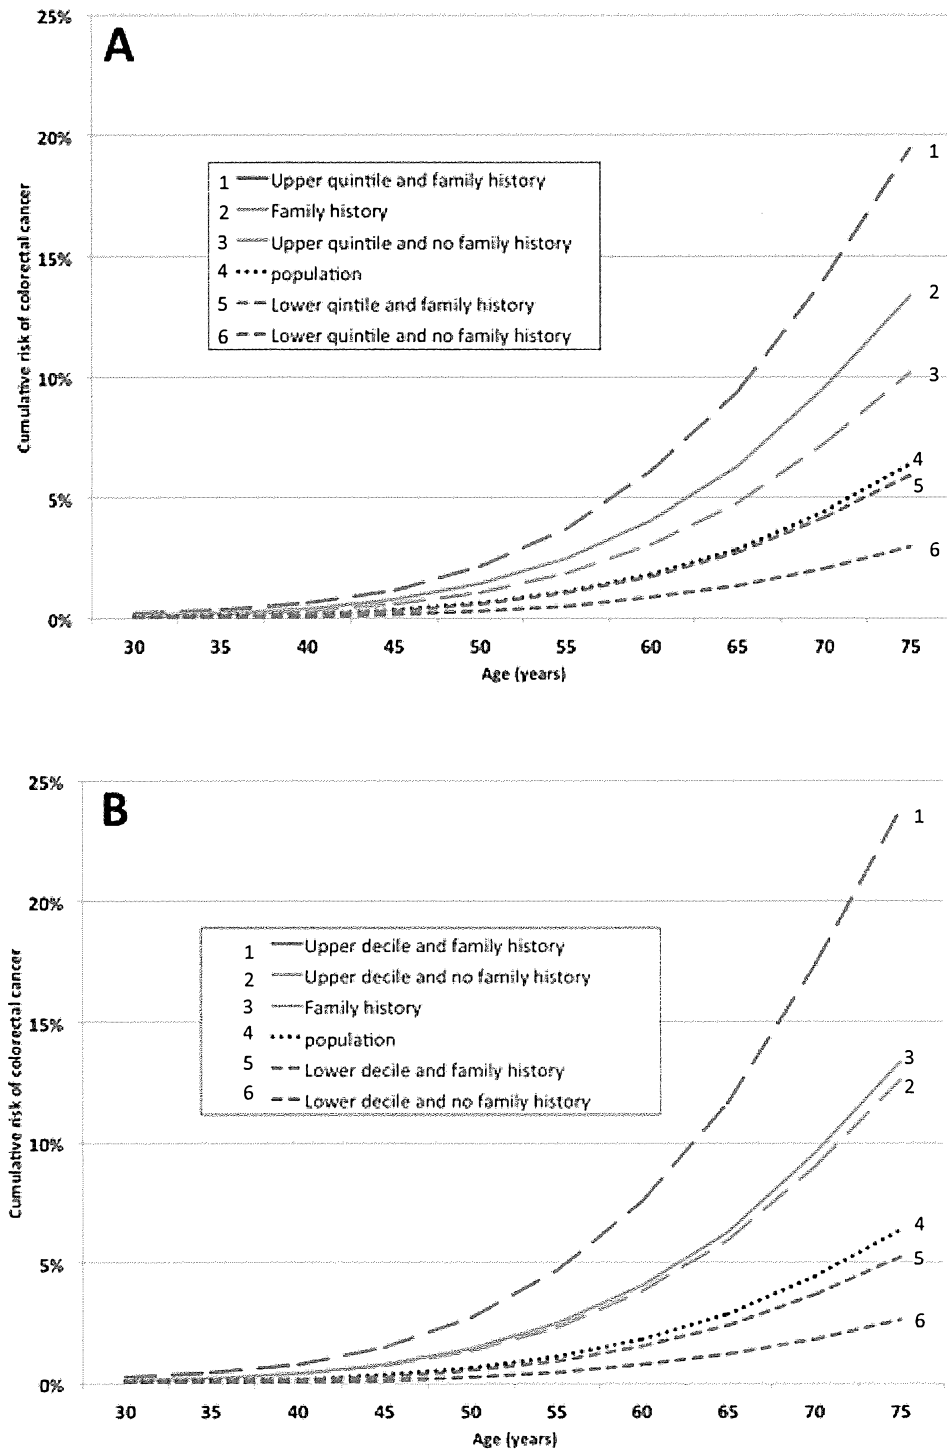 25%
A
20%
1
1 Upper quintile and family history
2 Family history
3 Upper quintile and no family history
4 population
5 Lower qintile and family history
6 Lower quintile and no family history
15%
2
10%
3
5%
4
5
6
0%
Cumulative risk of colorectal cancer
30 35 40 45 50 55 60 65 70 75
Age (years)
25%
B
1
20%
1 Upper decile and family history
2 Upper decile and no family history
3 Family history
4 population
5 Lower decile and family history
6 Lower decile and no family history
15%
3
2
10%
4
5%
5
6
0%
Cumulative risk of colorectal cancer
30 35 40 45 50 55 60 65 70 75
Age (years)